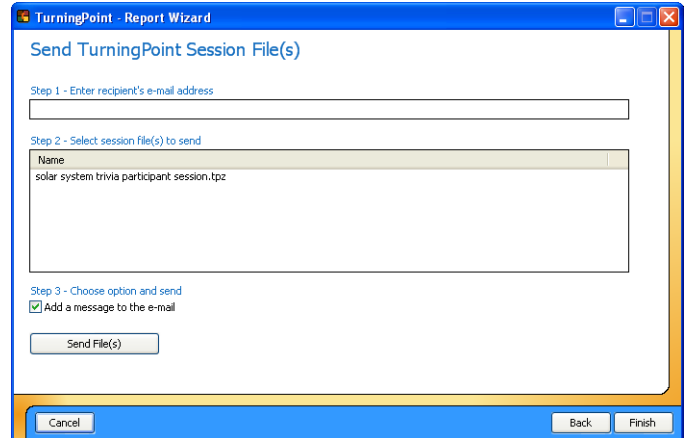 TurningPoint - Report Wizard
Send TurningPoint Session File(s)
Step 1 - Enter recipient's e-mail address
Step 2 - Select session file(s) to send
Name
solar system trivia participant session.tpz
Step 3 - Choose option and send
Add a message to the e-mail
Send File(s)
Cancel
Back
Finish